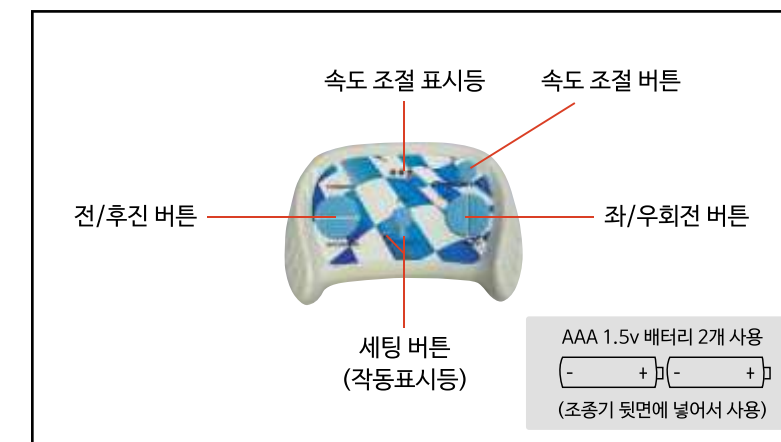 속도 조절 표시등
속도 조절 버튼
전/후진 버튼
좌/우회전 버튼
세팅 버튼
(작동표시등)
AAA 1.5v 배터리 2개 사용
- + - +
(조종기 뒷면에 넣어서 사용)